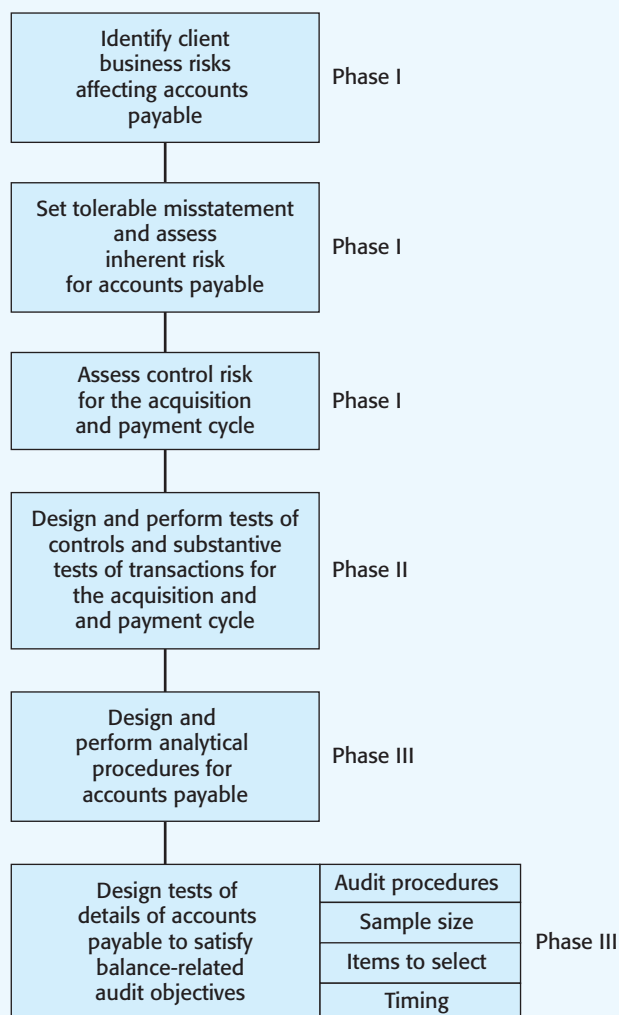 Identify client
business risks
affecting accounts
payable
Phase I
Set tolerable misstatement
and assess
inherent risk
for accounts payable
Phase I
Assess control risk
for the acquisition
and payment cycle
Phase I
Design and perform tests of
controls and substantive
tests of transactions for
the acquisition and
and payment cycle
Phase II
Design and
perform analytical
procedures for
accounts payable
Phase III
Design tests of
details of accounts
payable to satisfy
balance-related
audit objectives
Audit procedures
Sample size
Items to select
Timing
Phase III